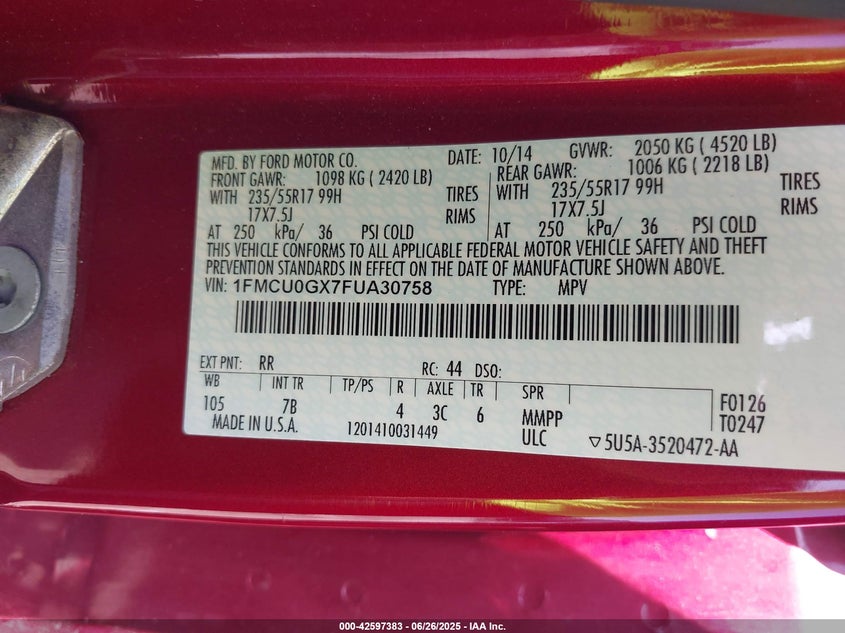 MFD. BY FORD MOTOR CO. DATE: 10/14 GVWR: 2050 KG ( 4520 LB)
FRONT GAWR: 1098 KG ( 2420 LB) REAR GAWR: 1006 KG ( 2218 LB)
WITH 235/55R17 99H TIRES WITH 235/55R17 99H TIRES
17X7.5J RIMS 17X7.5J RIMS
AT 250 kPa/ 36 PSI COLD AT 250 kPa/ 36 PSI COLD
THIS VEHICLE CONFORMS TO ALL APPLICABLE FEDERAL MOTOR VEHICLE SAFETY AND THEFT
PREVENTION STANDARDS IN EFFECT ON THE DATE OF MANUFACTURE SHOWN ABOVE.
VIN: 1FMCU0GX7FUA30758 TYPE: MPV
EXT PNT: RR RC: 44 DSO:
WB INT TR TP/PS R AXLE TR SPR
105 7B 4 3C 6 MMPP F0126
ULC T0247
MADE IN U.S.A. 1201410031449 ▽5U5A-3520472-AA
000-42597383 | 06/26/2025 - IAA Inc.